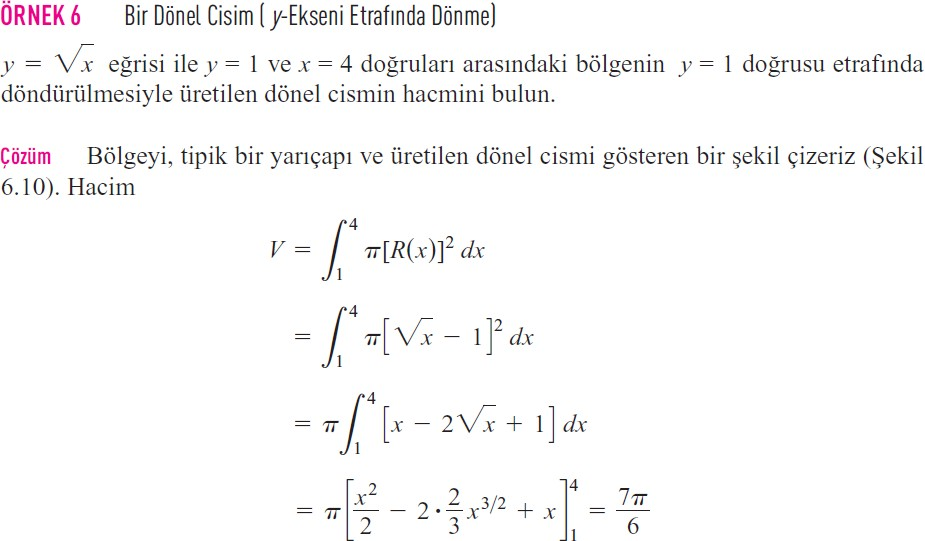 ÖRNEK 6 Bir Dönel Cisim ( y-Ekseni Etrafında Dönme)
y = √x eğrisi ile y = 1 ve x = 4 doğruları arasındaki bölgenin y = 1 doğrusu etrafında
döndürülmesiyle üretilen dönel cismin hacmini bulun.
Çözüm Bölgeyi, tipik bir yarıçapı ve üretilen dönel cismi gösteren bir şekil çizeriz (Şekil
6.10). Hacim
V = ∫₁⁴ π[R(x)]² dx
= ∫₁⁴ π[√x − 1]² dx
= π∫₁⁴ [x − 2√x + 1] dx
= π[x²/2 − 2·2/3 x^{3/2} + x]₁⁴ = 7π/6